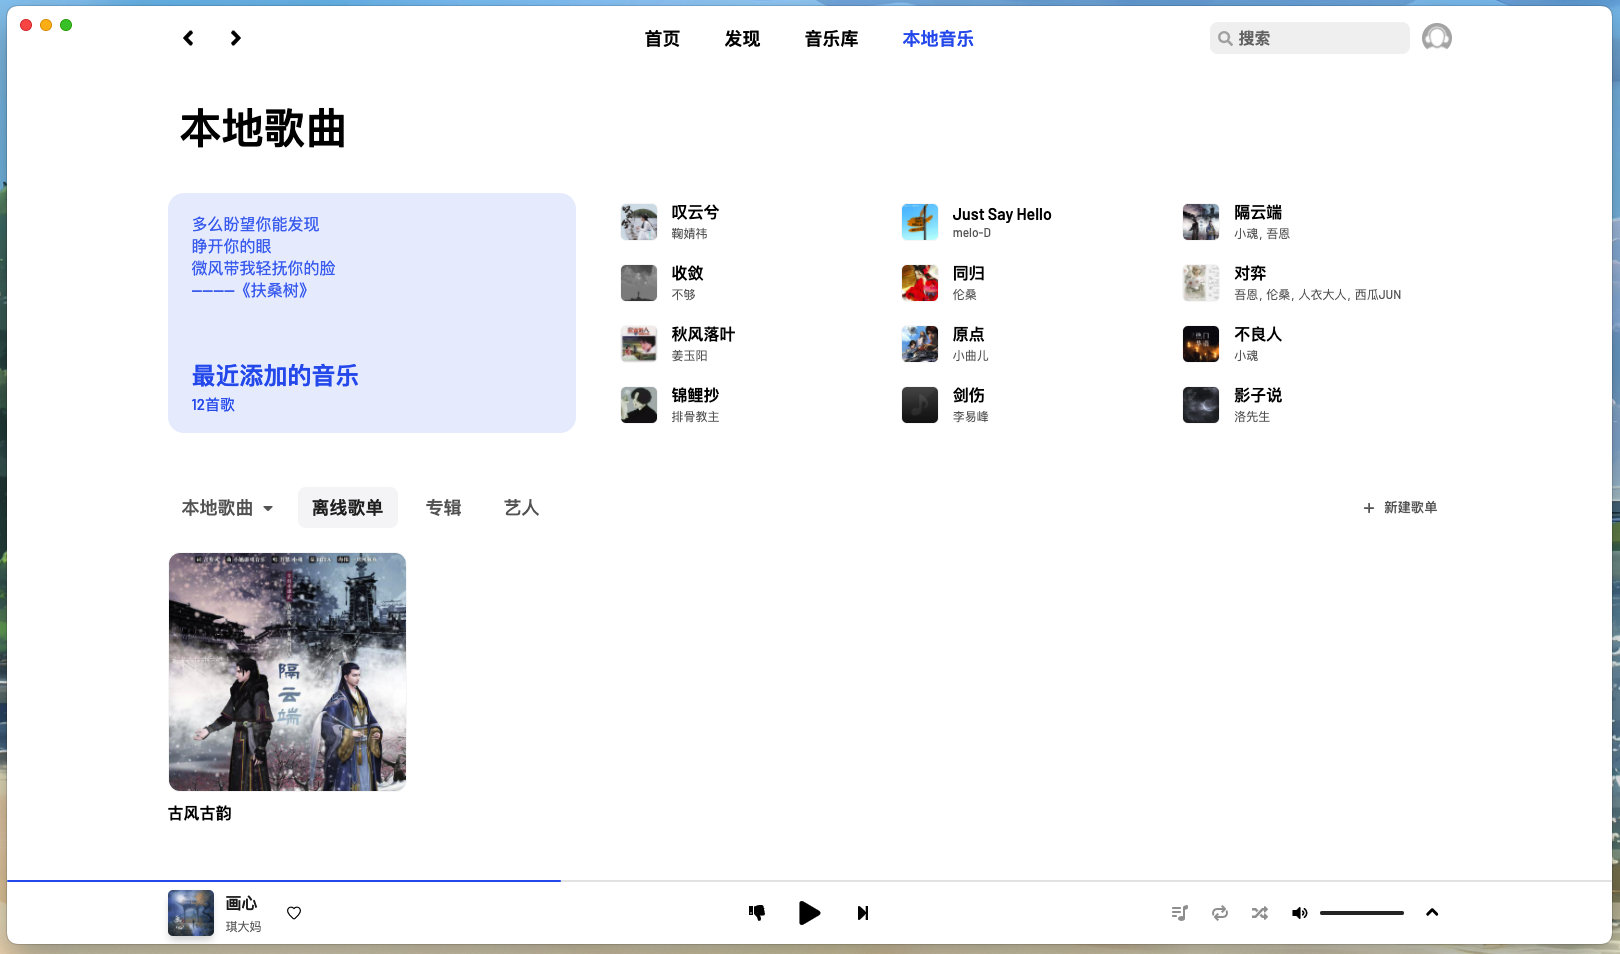 首页
发现
音乐库
本地音乐
搜索
本地歌曲
多么盼望你能发现
睁开你的眼
微风带我轻抚你的脸
————《扶桑树》
最近添加的音乐
12首歌
叹云兮
鞠婧祎
Just Say Hello
melo-D
隔云端
小魂, 吾恩
收敛
不够
同归
伦桑
对弈
吾恩, 伦桑, 人衣大人, 西瓜JUN
秋风落叶
姜玉阳
原点
小曲儿
不良人
小魂
锦鲤抄
排骨教主
剑伤
李易峰
影子说
洛先生
本地歌曲
离线歌单
专辑
艺人
新建歌单
隔
云
端
古风古韵
画心
琪大妈